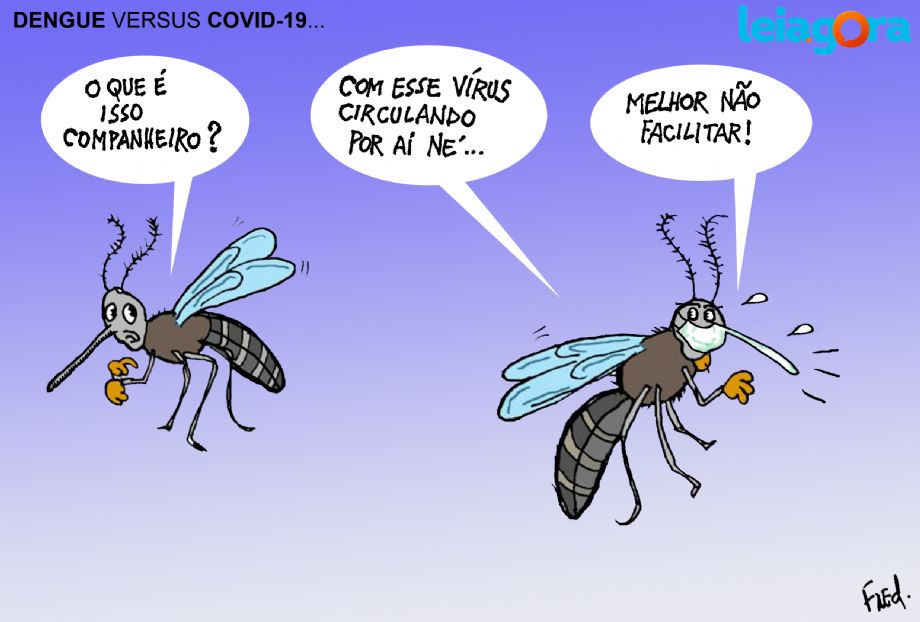 DENGUE VERSUS COVID-19...
leiagora
O QUE É
ISSO
COMPANHEIRO?
COM ESSE VÍRUS
CIRCULANDO
POR AÍ NÉ...
MELHOR NÃO
FACILITAR!
FRED.